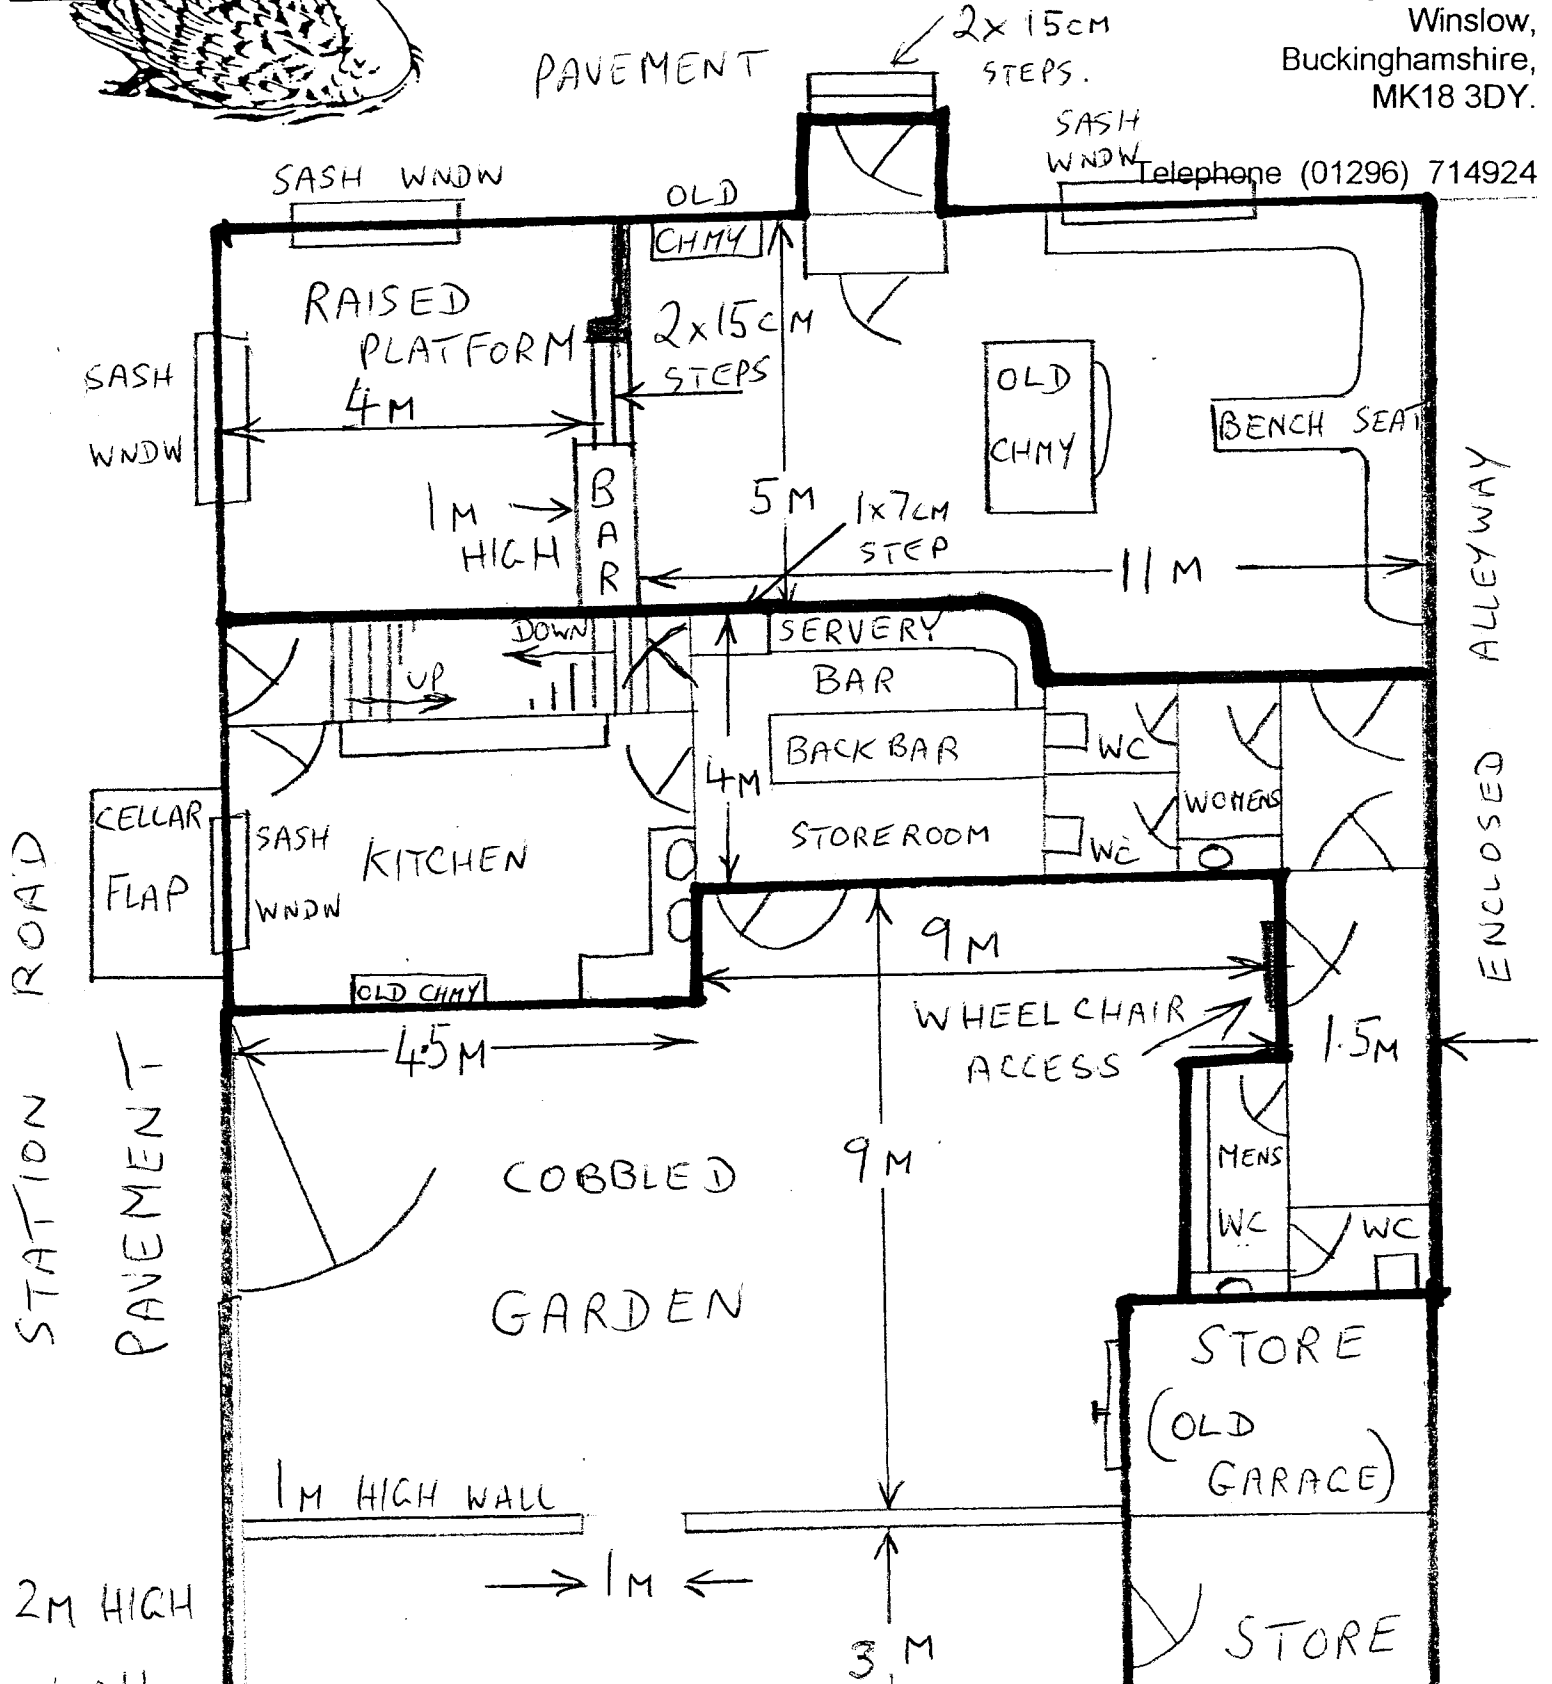 Winslow,
Buckinghamshire,
MK18 3DY.
Telephone (01296) 714924
2x 15cm
STEPS.
PAVEMENT
SASH
WNDW
SASH WNDW
OLD
CHMY
RAISED
PLATFORM
2x15cm
STEPS
4M
SASH
WNDW
OLD
CHMY
BENCH SEAT
BAR
1M
HIGH
5M
1x7cm
STEP
11M
ENCLOSED ALLEYWAY
DOWN
UP
SERVERY
BAR
BACK BAR
4M
WC
WOMENS
WC
STOREROOM
CELLAR
FLAP
SASH
WNDW
KITCHEN
OLD CHMY
9M
WHEELCHAIR
ACCESS
4.5M
1.5M
STATION ROAD
PAVEMENT
COBBLED
GARDEN
9M
MENS
WC
WC
STORE
(OLD
GARAGE)
1M HIGH WALL
1M
2M HIGH
3M
STORE